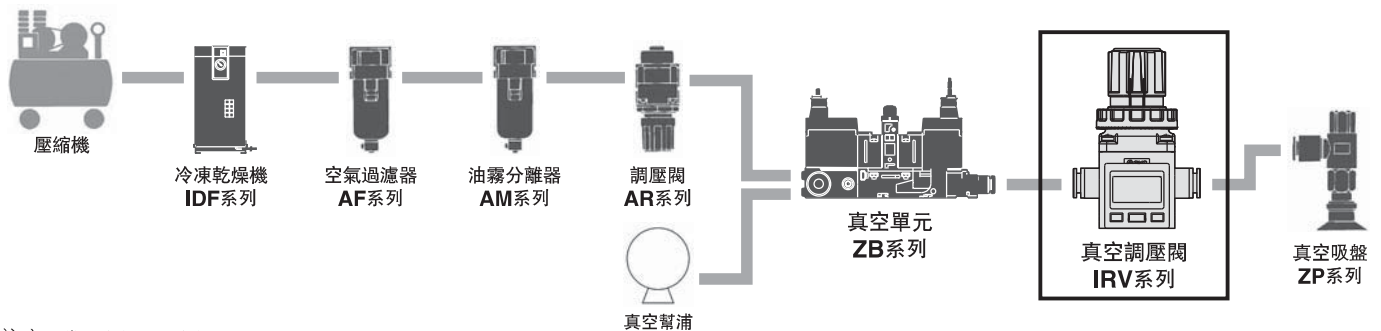 壓縮機
冷凍乾燥機
IDF系列
空氣過濾器
AF系列
油霧分離器
AM系列
調壓閥
AR系列
真空幫浦
真空單元
ZB系列
真空調壓閥
IRV系列
真空吸盤
ZP系列